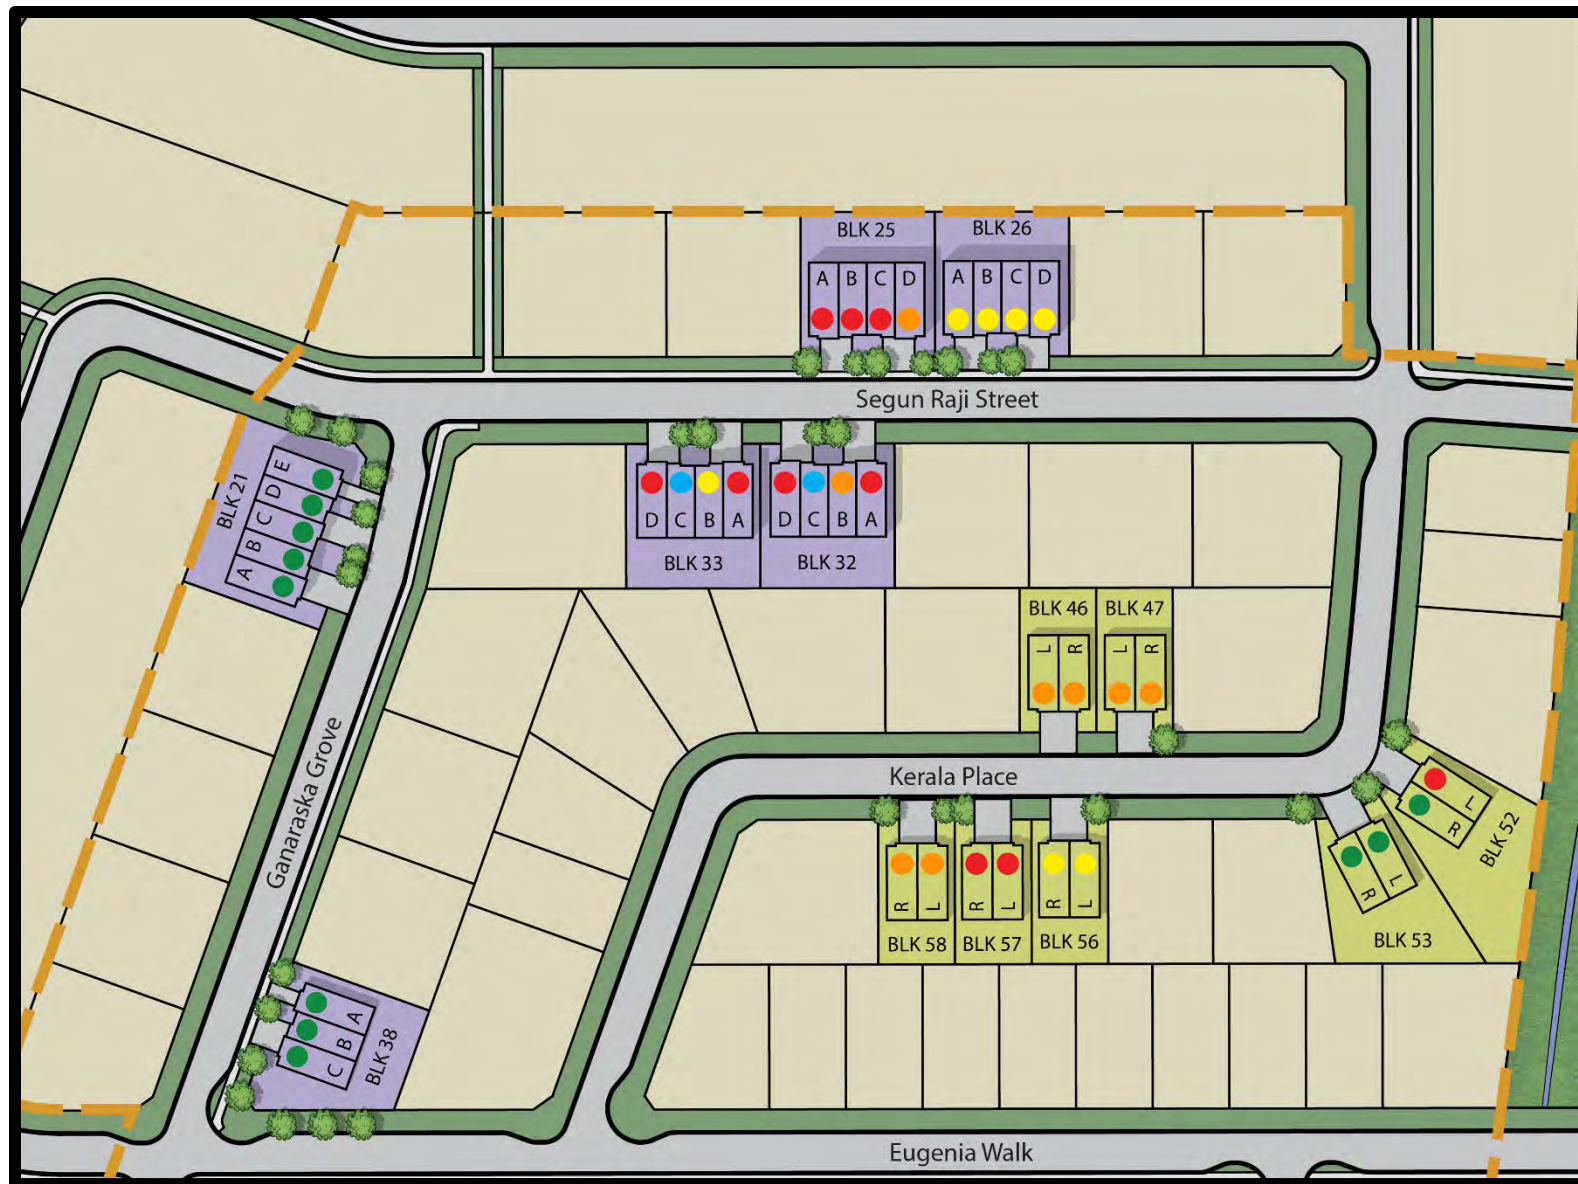 BLK 25
BLK 26
A B C D
A B C D
Segun Raji Street
BLK 21
E
D
C
B
A
D C B A
D C B A
BLK 33
BLK 32
BLK 46
BLK 47
L R
L R
Ganaraska Grove
Kerala Place
L
R
BLK 52
R L
BLK 53
R L
R L
R L
BLK 58
BLK 57
BLK 56
A
B
C
BLK 38
Eugenia Walk